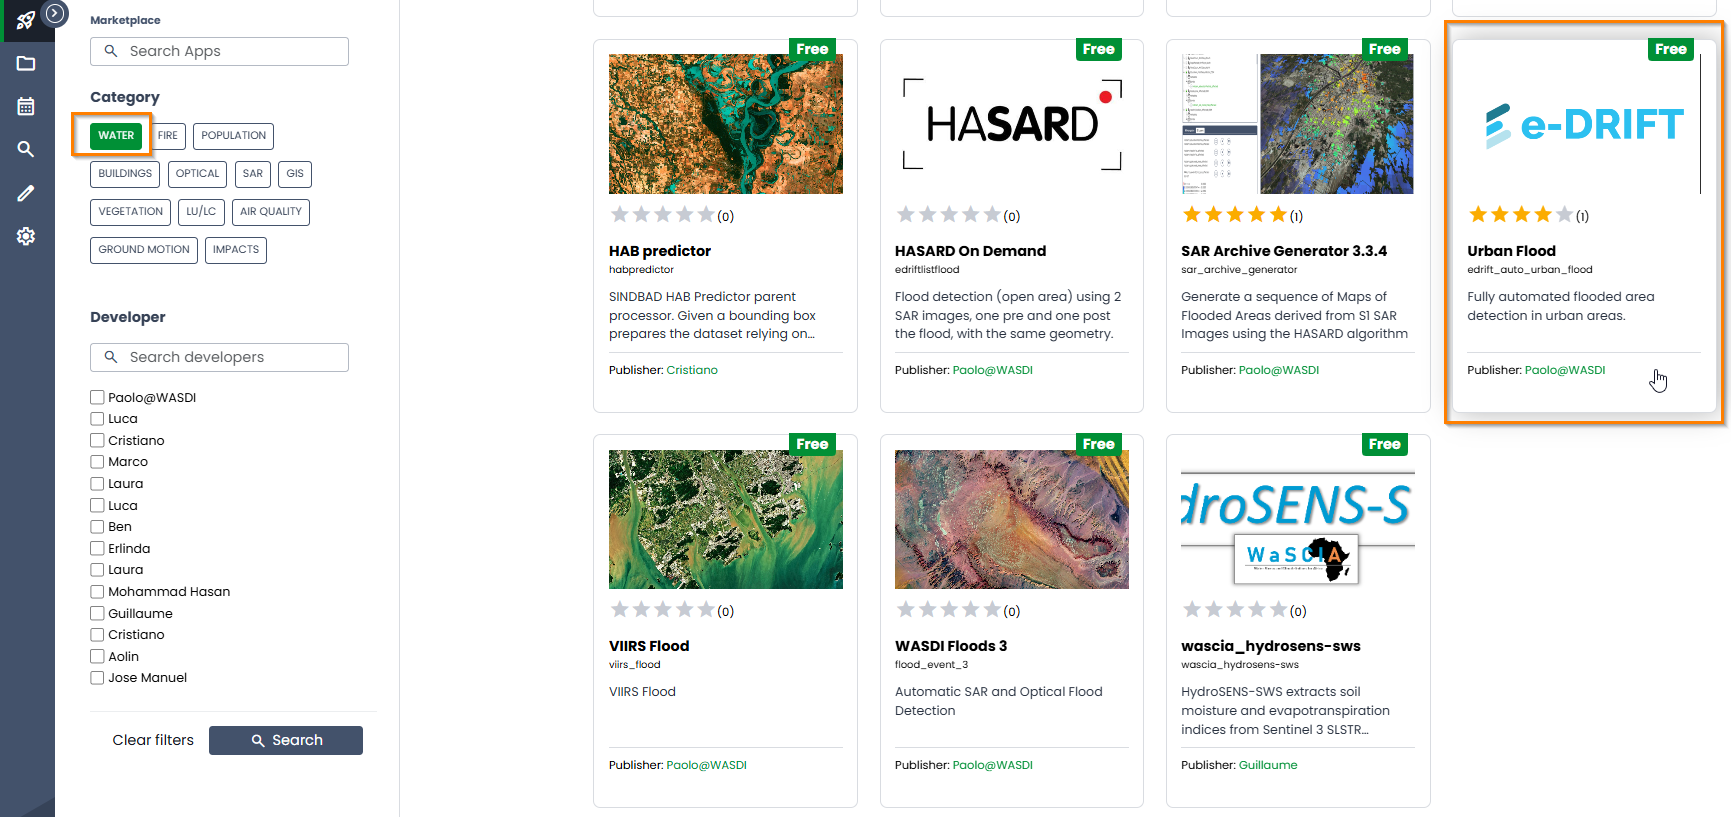 Marketplace
Search Apps
Category
WATER
FIRE
POPULATION
BUILDINGS
OPTICAL
SAR
GIS
VEGETATION
LU/LC
AIR QUALITY
GROUND MOTION
IMPACTS
Developer
Search developers
Paolo@WASDI
Luca
Cristiano
Marco
Laura
Luca
Ben
Erlinda
Laura
Mohammad Hasan
Guillaume
Cristiano
Aolin
Jose Manuel
Clear filters
Search
Free
(0)
HAB predictor
habpredictor
SINDBAD HAB Predictor parent
processor. Given a bounding box
prepares the dataset relying on...
Publisher: Cristiano
Free
HASARD
(0)
HASARD On Demand
edriftlistflood
Flood detection (open area) using 2
SAR images, one pre and one post
the flood, with the same geometry.
Publisher: Paolo@WASDI
Free
(1)
SAR Archive Generator 3.3.4
sar_archive_generator
Generate a sequence of Maps of
Flooded Areas derived from S1 SAR
Images using the HASARD algorithm
Publisher: Paolo@WASDI
Free
e-DRIFT
(1)
Urban Flood
edrift_auto_urban_flood
Fully automated flooded area
detection in urban areas.
Publisher: Paolo@WASDI
Free
(0)
VIIRS Flood
viirs_flood
VIIRS Flood
Publisher: Paolo@WASDI
Free
(0)
WASDI Floods 3
flood_event_3
Automatic SAR and Optical Flood
Detection
Publisher: Paolo@WASDI
Free
droSENS-S
WaSCIA
(0)
wascia_hydrosens-sws
wascia_hydrosens-sws
HydroSENS-SWS extracts soil
moisture and evapotranspiration
indices from Sentinel 3 SLSTR...
Publisher: Guillaume